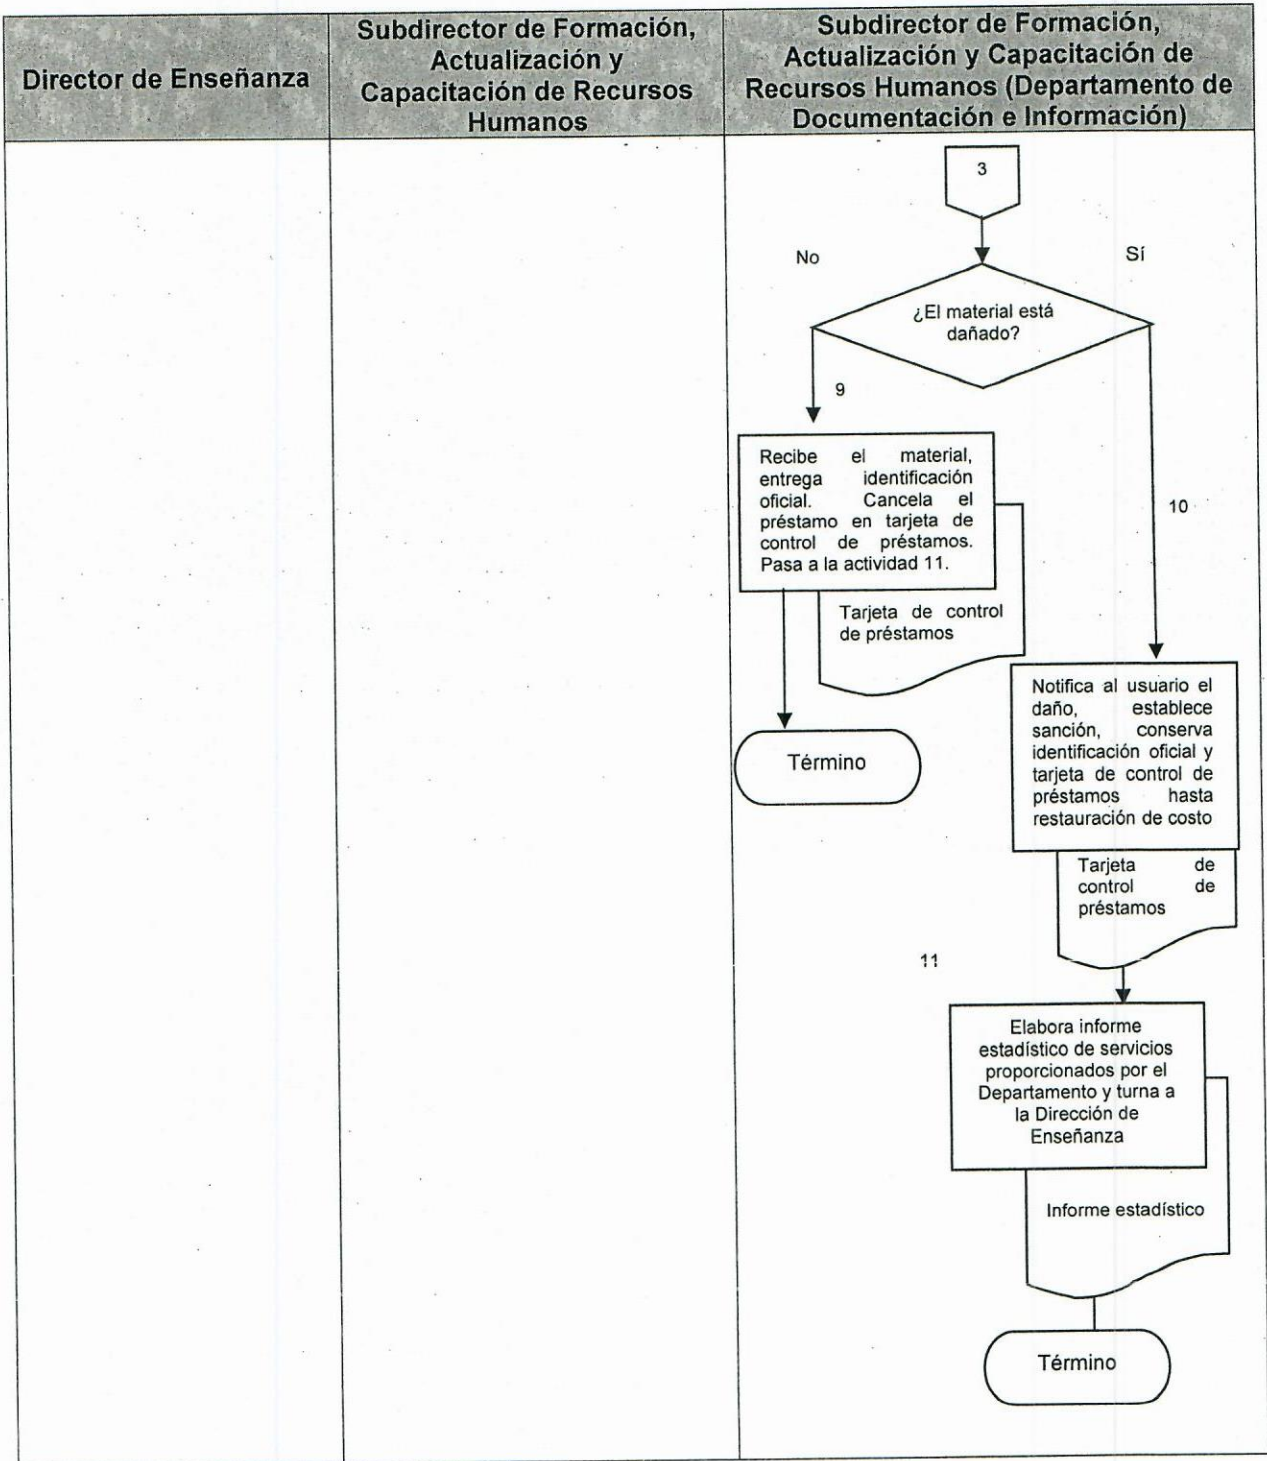 Director de Enseñanza
Subdirector de Formación,
Actualización y
Capacitación de Recursos
Humanos
Subdirector de Formación,
Actualización y Capacitación de
Recursos Humanos (Departamento de
Documentación e Información)
3
No
Sí
¿El material está
dañado?
9
Recibe el material,
entrega identificación
oficial. Cancela el
préstamo en tarjeta de
control de préstamos.
Pasa a la actividad 11.
10
Tarjeta de control
de préstamos
Término
Notifica al usuario el
daño, establece
sanción, conserva
identificación oficial y
tarjeta de control de
préstamos hasta
restauración de costo
Tarjeta de
control de
préstamos
11
Elabora informe
estadístico de servicios
proporcionados por el
Departamento y turna a
la Dirección de
Enseñanza
Informe estadístico
Término